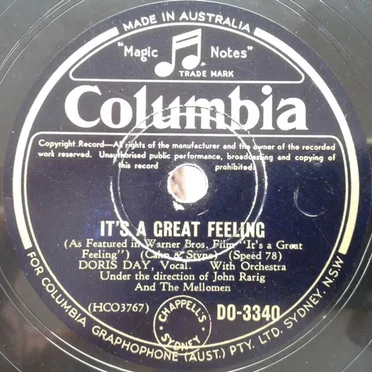 MADE IN AUSTRALIA
"Magic Notes"
TRADE MARK
Columbia
Copyright Record—All rights of the manufacturer and the owner of the recorded
work reserved. Unauthorised public performance, broadcasting and copying of
this record prohibited.
IT'S A GREAT FEELING
(As Featured in Warner Bros. Film "It's a Great
Feeling") (Cahn & Styne) (Speed 78)
DORIS DAY, Vocal. With Orchestra
Under the direction of John Rarig
And The Mellomen
(HCO3767)
CHAPPELL'S
SYDNEY
DO-3340
FOR COLUMBIA GRAPHOPHONE (AUST.) PTY. LTD. SYDNEY, N.S.W